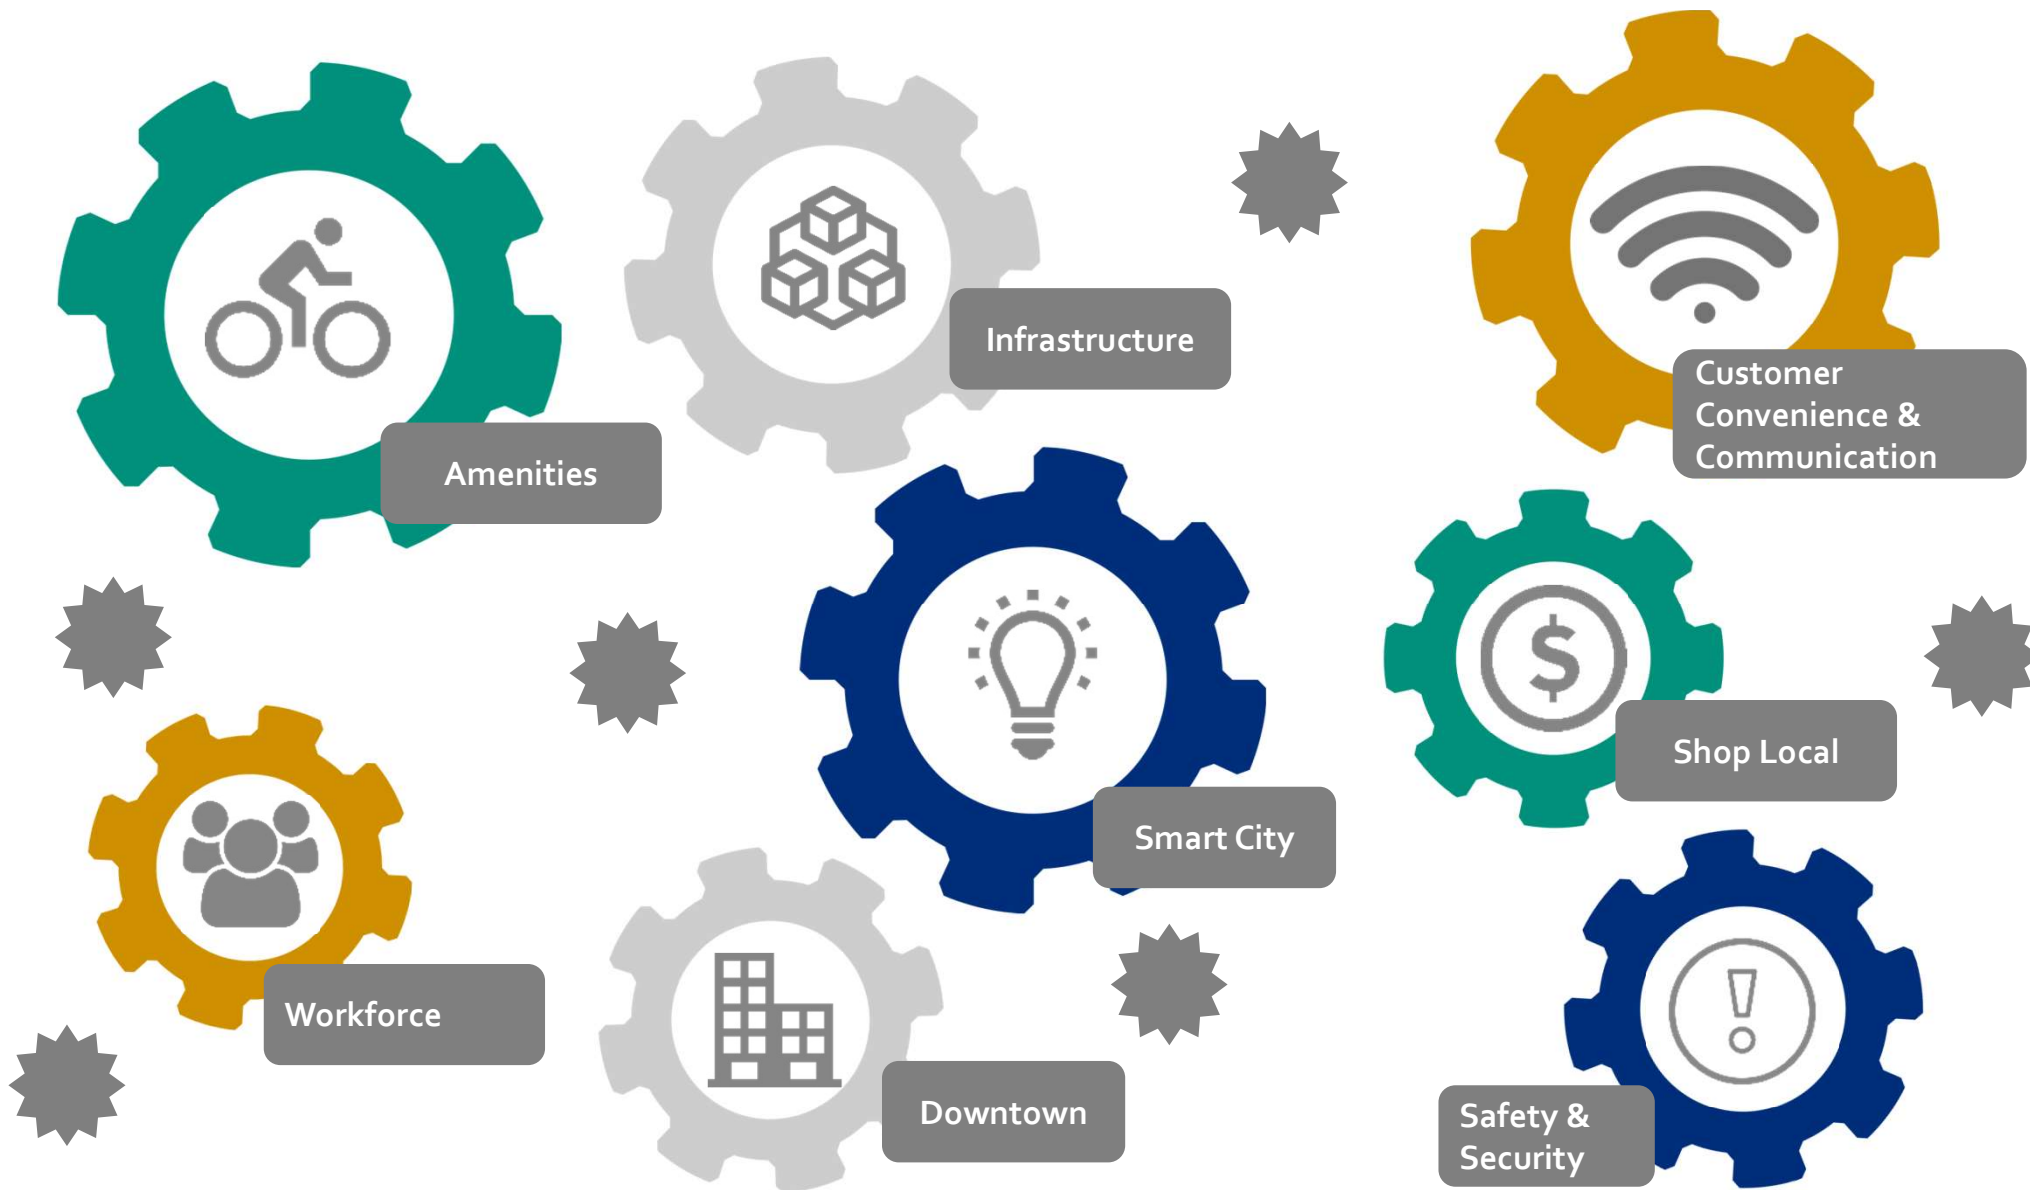 Infrastructure
Customer
Convenience &
Communication
Amenities
Shop Local
Smart City
Workforce
Downtown
Safety &
Security